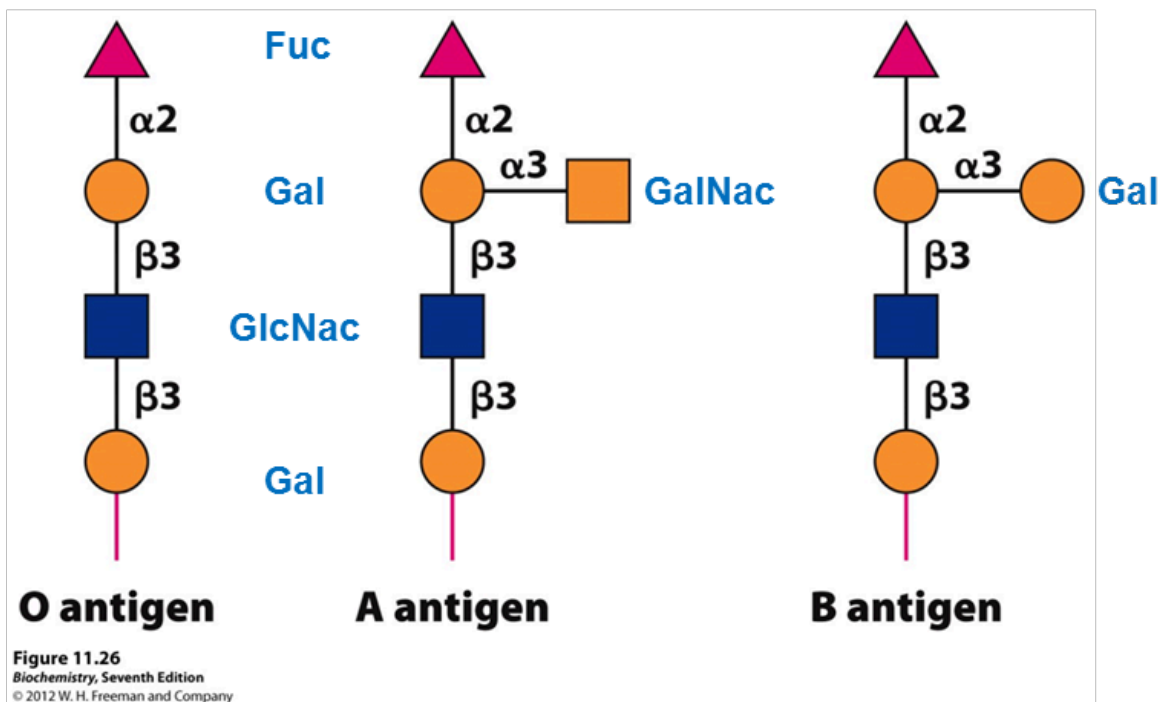 Fuc
α2 α2 α2
Gal α3 GalNac α3 Gal
β3 β3 β3
GlcNac
β3 β3 β3
Gal
O antigen A antigen B antigen
Figure 11.26
Biochemistry, Seventh Edition
© 2012 W. H. Freeman and Company